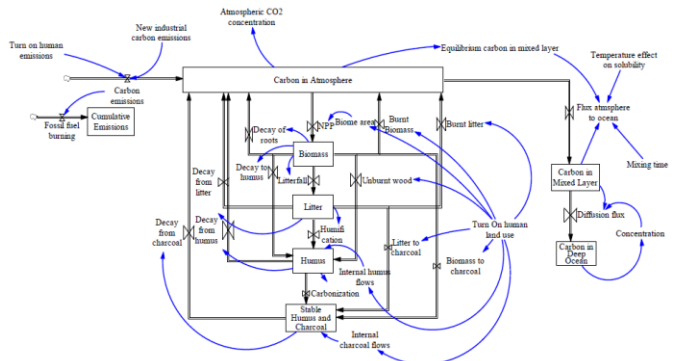 Atmospheric CO2
concentration
New industrial
carbon emissions
Turn on human
emissions
Equilibrium carbon in mixed layer
Temperature effect
on solubility
Carbon in Atmosphere
Carbon
emissions
Fossil fuel
burning
Cumulative
Emissions
Flux atmsphere
to ocean
NPP
Biome area
Burnt
Biomass
Burnt litter
Decay of
roots
Biomass
Decay to
humus
Litterfall
Unburnt wood
Mixing time
Decay
from
litter
Carbon in
Mixed Layer
Litter
Decay
from
charcoal
Decay
from
humus
Humifi
cation
Turn On human
land use
Diffusion flux
Concentration
Litter to
charcoal
Biomass to
charcoal
Carbon in
Deep
Ocean
Humus
Internal humus
flows
Carbonization
Stable
Humus and
Charcoal
Internal
charcoal flows